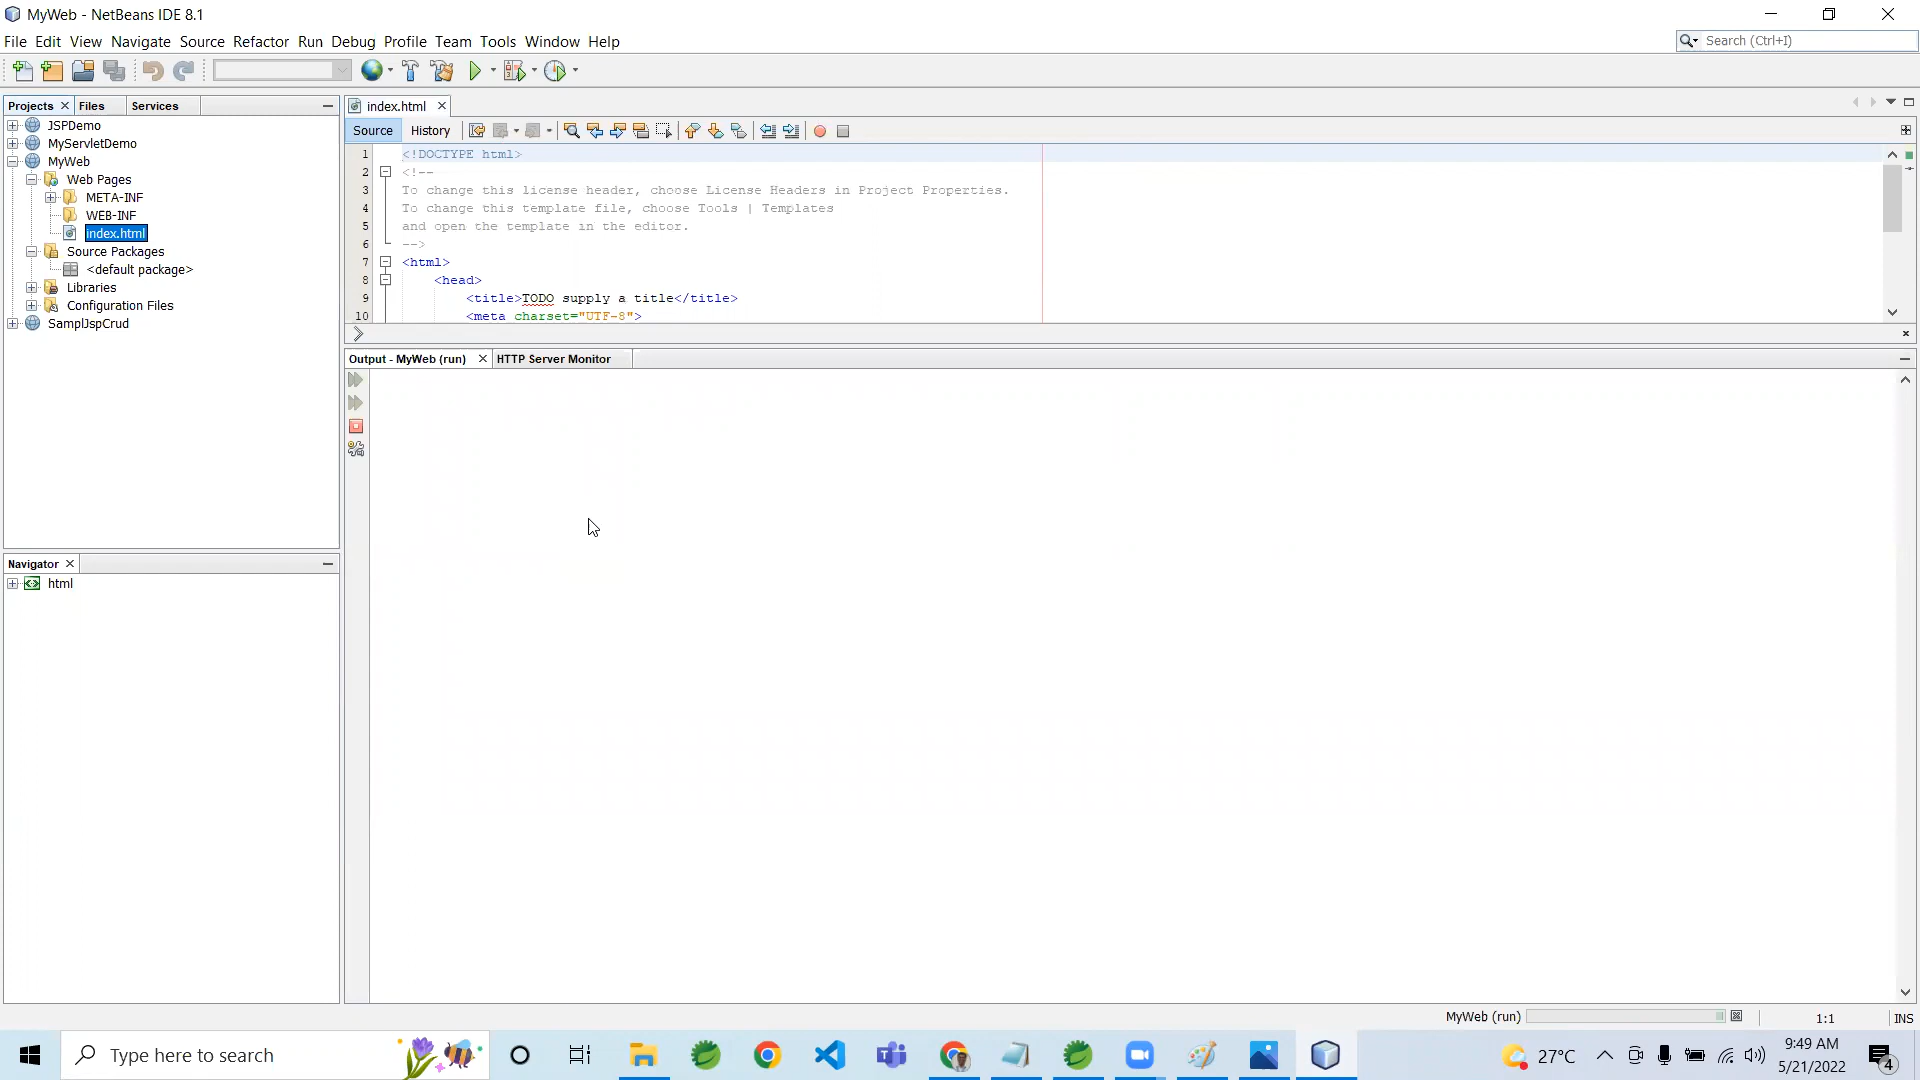 MyWeb - NetBeans IDE 8.1
File Edit View Navigate Source Refactor Run Debug Profile Team Tools Window Help
Search (Ctrl+I)
Projects Files Services
JSPDemo
MyServletDemo
MyWeb
Web Pages
META-INF
WEB-INF
index.html
Source Packages
<default package>
Libraries
Configuration Files
SamplJspCrud
Navigator
html
index.html
Source History
1 <!DOCTYPE html>
2 <!--
3 To change this license header, choose License Headers in Project Properties.
4 To change this template file, choose Tools | Templates
5 and open the template in the editor.
6 -->
7 <html>
8 <head>
9 <title>TODO supply a title</title>
10 <meta charset="UTF-8">
Output - MyWeb (run) HTTP Server Monitor
MyWeb (run) 1:1 INS
Type here to search
27°C
9:49 AM
5/21/2022
4